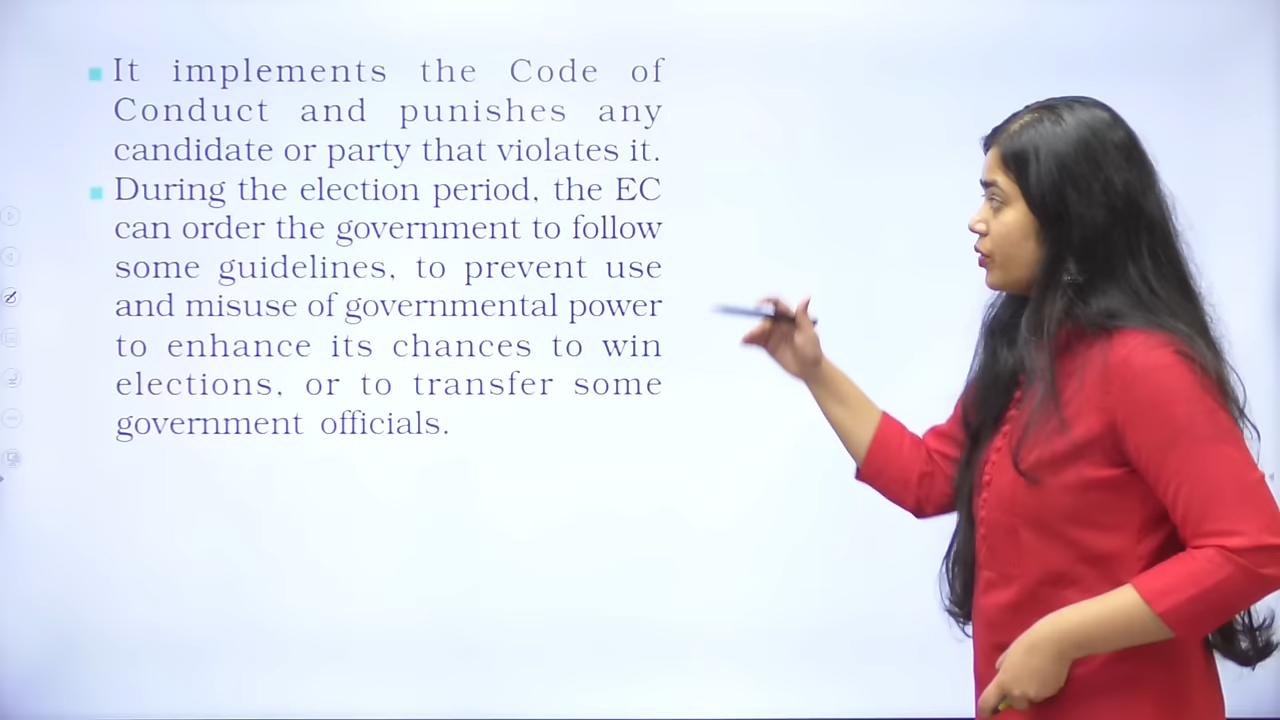 It implements the Code of
Conduct and punishes any
candidate or party that violates it.
During the election period, the EC
can order the government to follow
some guidelines, to prevent use
and misuse of governmental power
to enhance its chances to win
elections, or to transfer some
government officials.